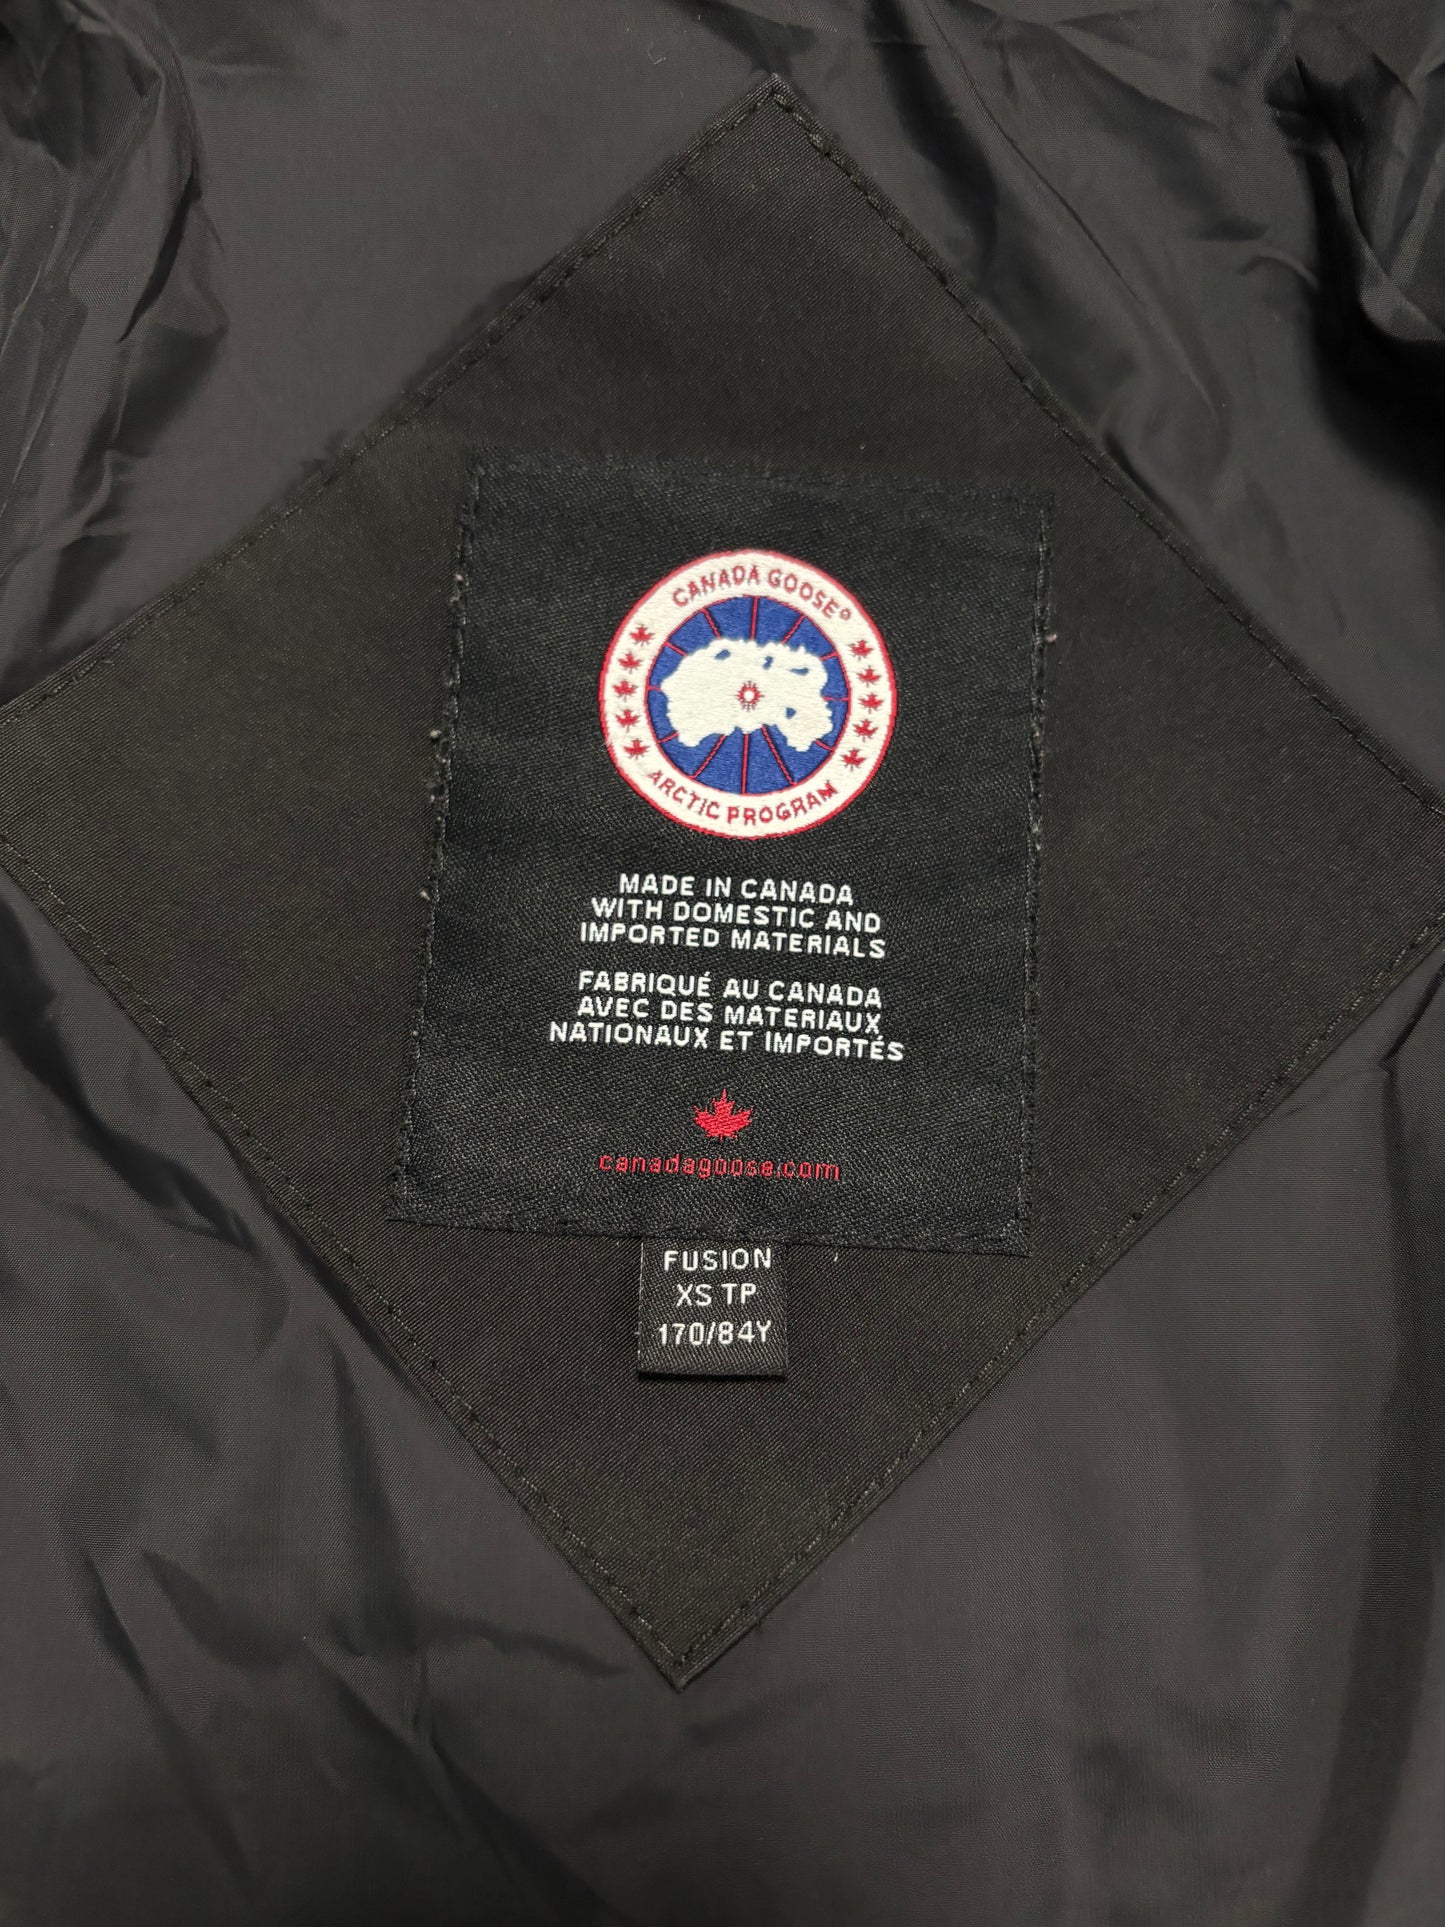 CANADA GOOSE®
ARCTIC PROGRAM
MADE IN CANADA
WITH DOMESTIC AND
IMPORTED MATERIALS
FABRIQUÉ AU CANADA
AVEC DES MATERIAUX
NATIONAUX ET IMPORTÉS
canadagoose.com
FUSION
XS TP
170/84Y